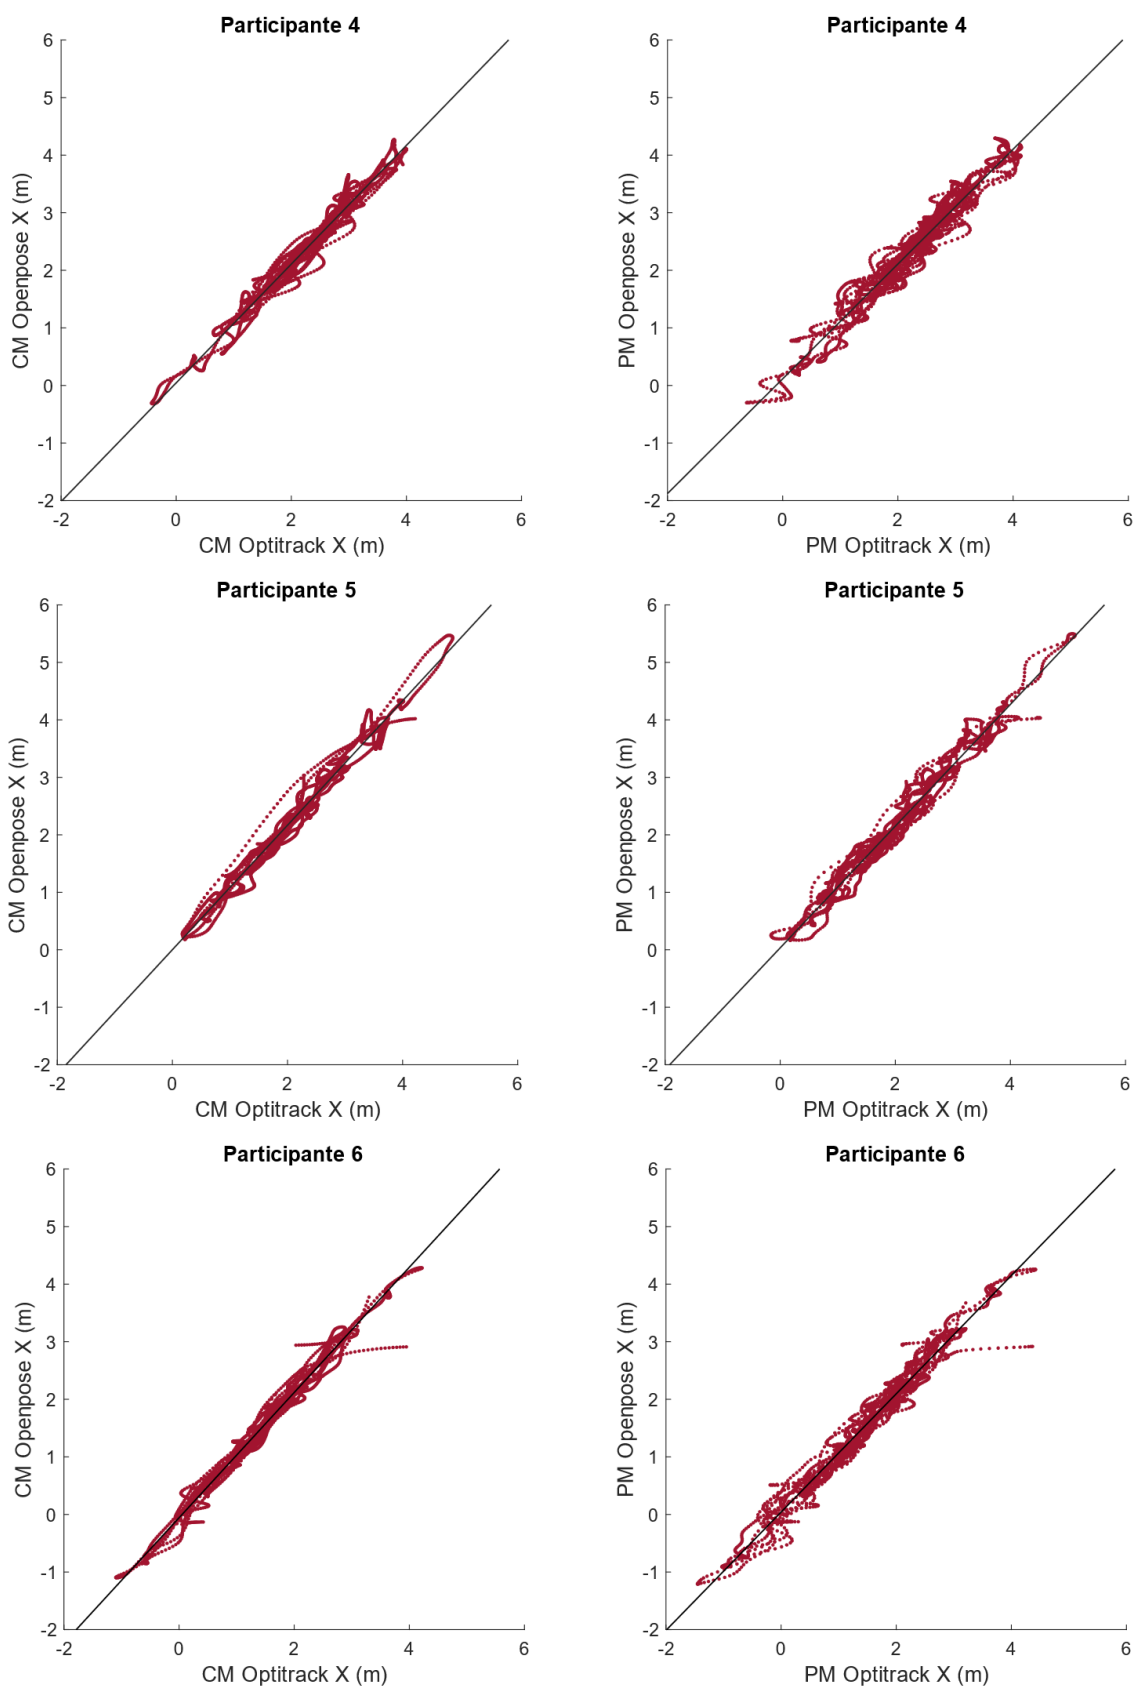 Participante 4
Participante 4
6
5
4
3
2
1
0
-1
-2
-2 0 2 4 6
CM Openpose X (m)
CM Optitrack X (m)
6
5
4
3
2
1
0
-1
-2
-2 0 2 4 6
PM Openpose X (m)
PM Optitrack X (m)
Participante 5
Participante 5
6
5
4
3
2
1
0
-1
-2
-2 0 2 4 6
CM Openpose X (m)
CM Optitrack X (m)
6
5
4
3
2
1
0
-1
-2
-2 0 2 4 6
PM Openpose X (m)
PM Optitrack X (m)
Participante 6
Participante 6
6
5
4
3
2
1
0
-1
-2
-2 0 2 4 6
CM Openpose X (m)
CM Optitrack X (m)
6
5
4
3
2
1
0
-1
-2
-2 0 2 4 6
PM Openpose X (m)
PM Optitrack X (m)